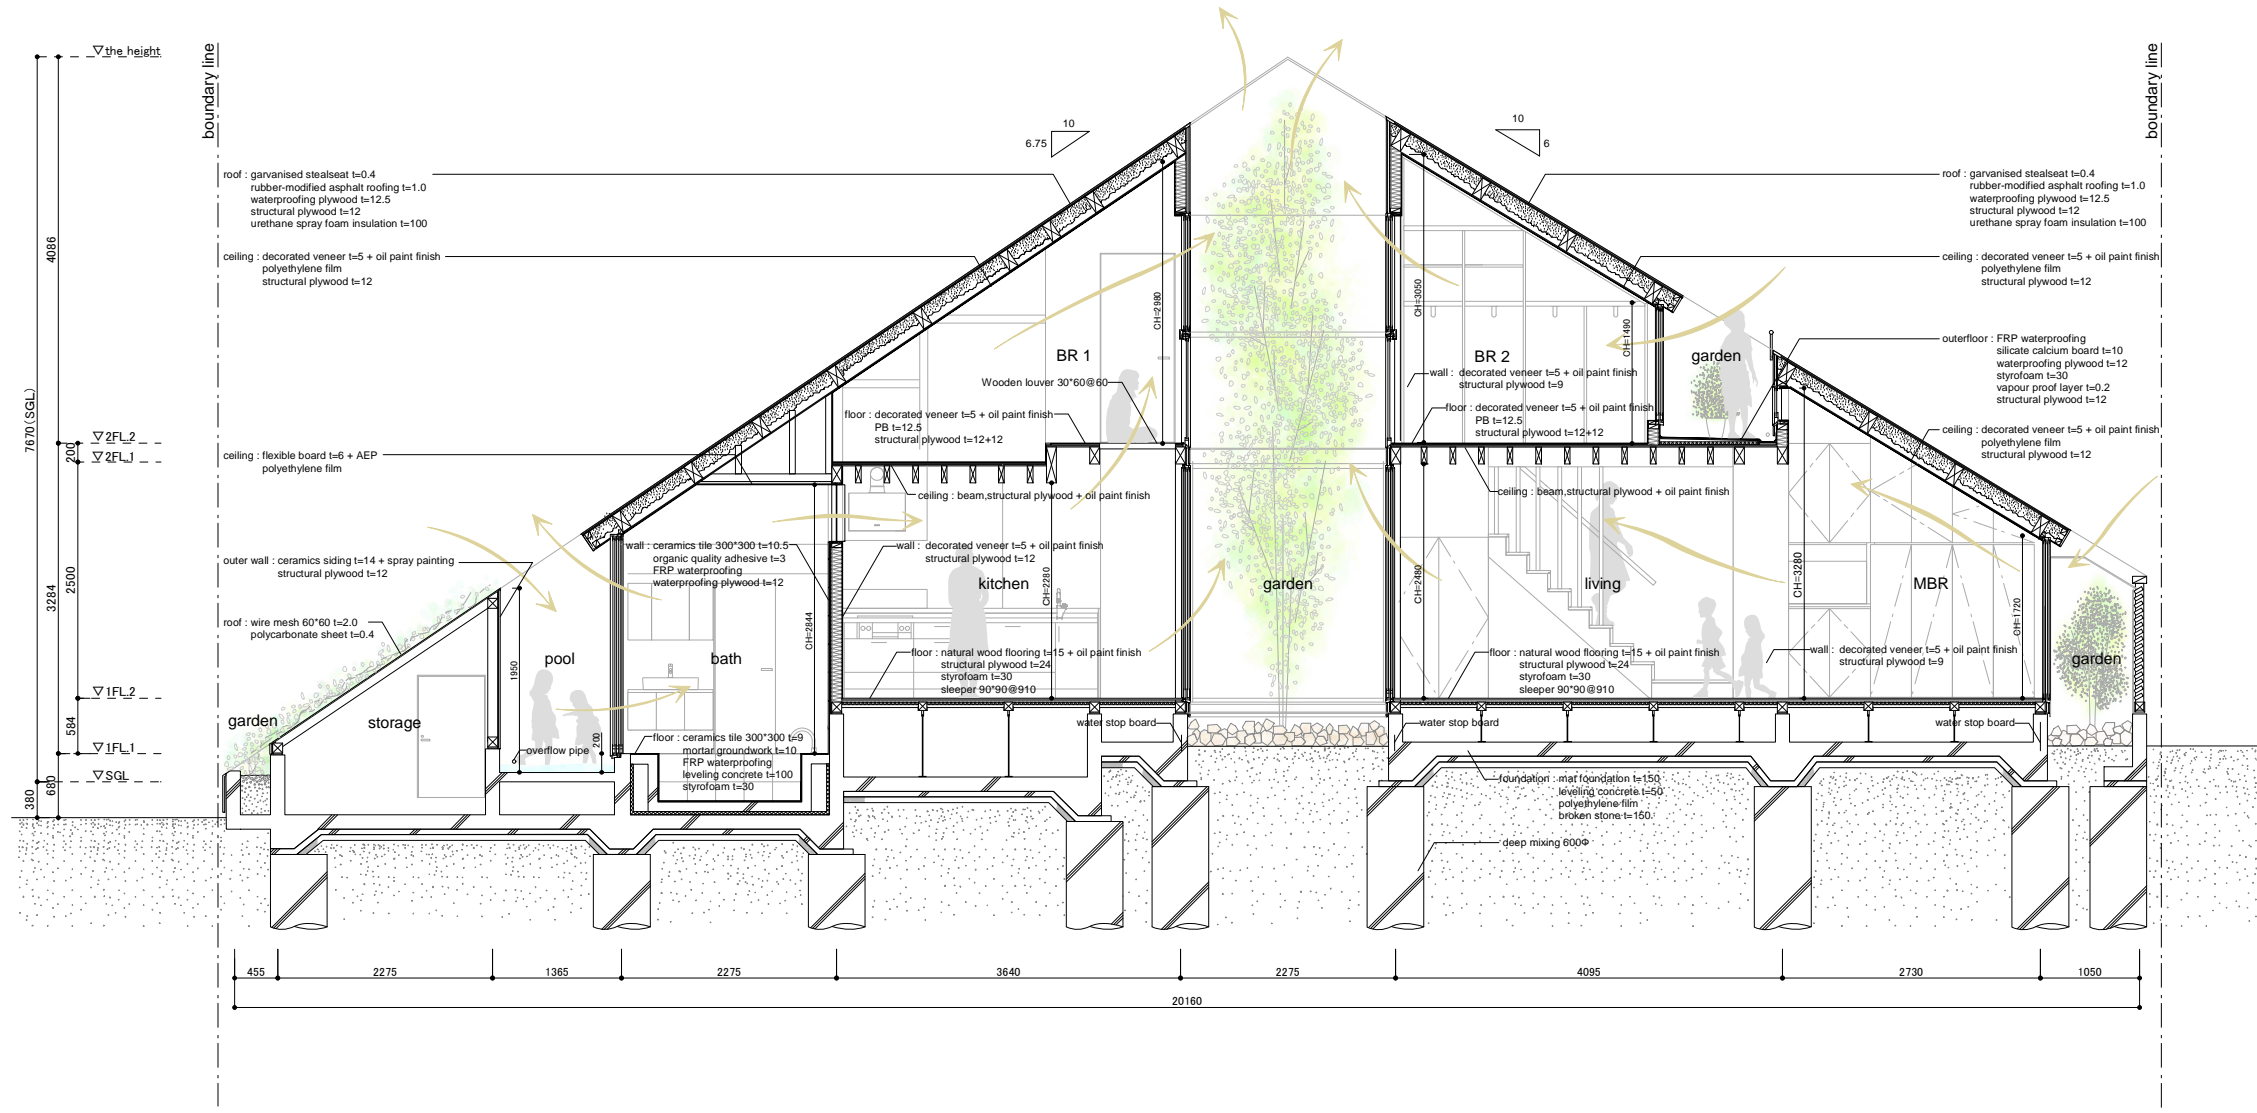 ▽the height
boundary line
boundary line
10
6.75
10
6
roof : garvanised stealseat t=0.4
rubber-modified asphalt roofing t=1.0
waterproofing plywood t=12.5
structural plywood t=12
urethane spray foam insulation t=100
roof : garvanised stealseat t=0.4
rubber-modified asphalt roofing t=1.0
waterproofing plywood t=12.5
structural plywood t=12
urethane spray foam insulation t=100
ceiling : decorated veneer t=5 + oil paint finish
polyethylene film
structural plywood t=12
ceiling : decorated veneer t=5 + oil paint finish
polyethylene film
structural plywood t=12
4086
7670(SGL)
CH=2980
CH=3050
CH=1490
BR 1
BR 2
garden
outerfloor : FRP waterproofing
silicate calcium board t=10
waterproofing plywood t=12
styrofoam t=30
vapour proof layer t=0.2
structural plywood t=12
Wooden louver 30*60@60
wall : decorated veneer t=5 + oil paint finish
structural plywood t=9
floor : decorated veneer t=5 + oil paint finish
PB t=12.5
structural plywood t=12+12
floor : decorated veneer t=5 + oil paint finish
PB t=12.5
structural plywood t=12+12
▽2FL.2
200
▽2FL.1
ceiling : flexible board t=6 + AEP
polyethylene film
ceiling : decorated veneer t=5 + oil paint finish
polyethylene film
structural plywood t=12
ceiling : beam,structural plywood + oil paint finish
ceiling : beam,structural plywood + oil paint finish
outer wall : ceramics siding t=14 + spray painting
structural plywood t=12
wall : ceramics tile 300*300 t=10.5
organic quality adhesive t=3
FRP waterproofing
waterproofing plywood t=12
wall : decorated veneer t=5 + oil paint finish
structural plywood t=12
3284
2500
kitchen
garden
living
MBR
CH=2280
CH=2480
CH=3280
CH=1720
CH=2844
1950
roof : wire mesh 60*60 t=2.0
polycarbonate sheet t=0.4
pool
bath
garden
floor : natural wood flooring t=15 + oil paint finish
structural plywood t=24
styrofoam t=30
sleeper 90*90@910
floor : natural wood flooring t=15 + oil paint finish
structural plywood t=24
styrofoam t=30
sleeper 90*90@910
wall : decorated veneer t=5 + oil paint finish
structural plywood t=9
▽1FL.2
584
garden
storage
water stop board
water stop board
water stop board
▽1FL.1
overflow pipe
200
floor : ceramics tile 300*300 t=9
mortar groundwork t=10
FRP waterproofing
leveling concrete t=100
styrofoam t=30
▽SGL
380
680
foundation : mat foundation t=150
leveling concrete t=50
polyethylene film
broken stone t=150
deep mixing 600Φ
455
2275
1365
2275
3640
2275
4095
2730
1050
20160